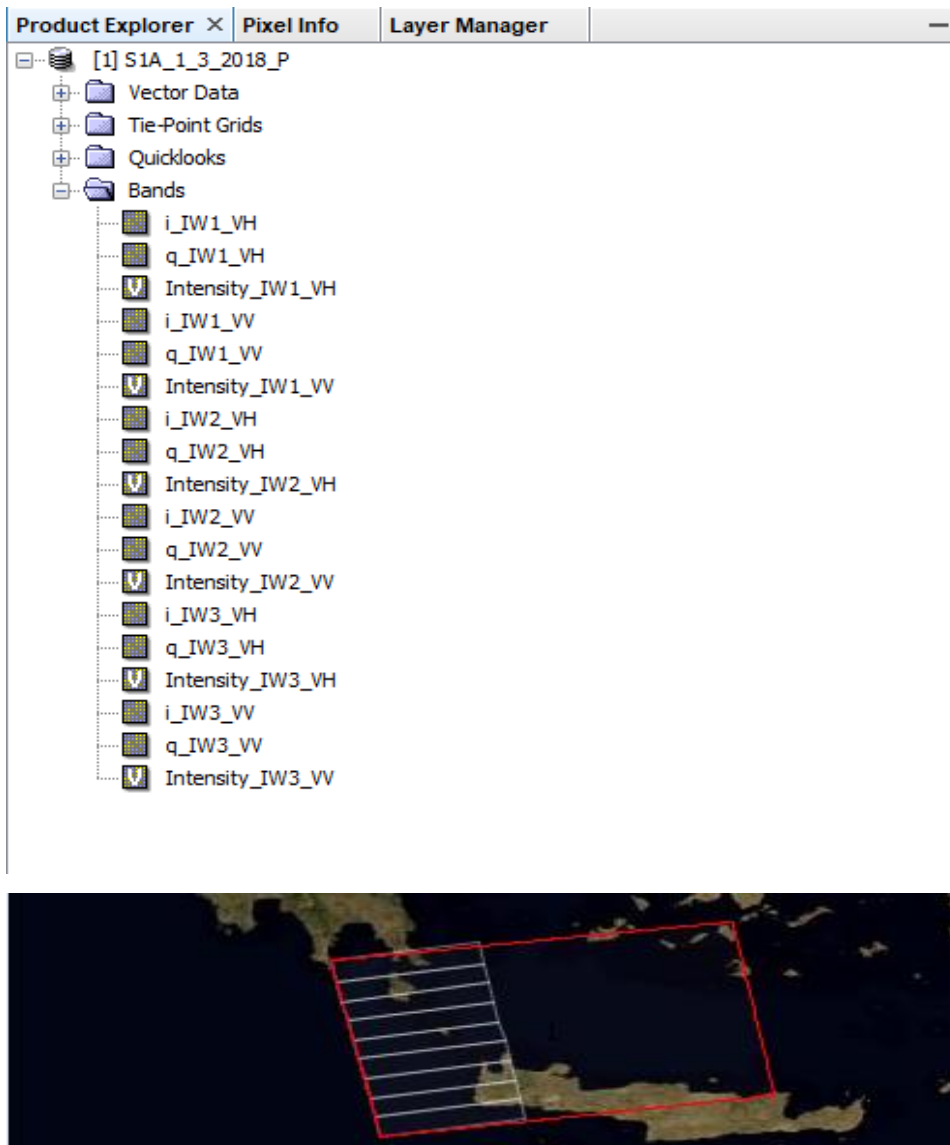 Product Explorer × Pixel Info Layer Manager
[1] S1A_1_3_2018_P
Vector Data
Tie-Point Grids
Quicklooks
Bands
i_IW1_VH
q_IW1_VH
Intensity_IW1_VH
i_IW1_VV
q_IW1_VV
Intensity_IW1_VV
i_IW2_VH
q_IW2_VH
Intensity_IW2_VH
i_IW2_VV
q_IW2_VV
Intensity_IW2_VV
i_IW3_VH
q_IW3_VH
Intensity_IW3_VH
i_IW3_VV
q_IW3_VV
Intensity_IW3_VV